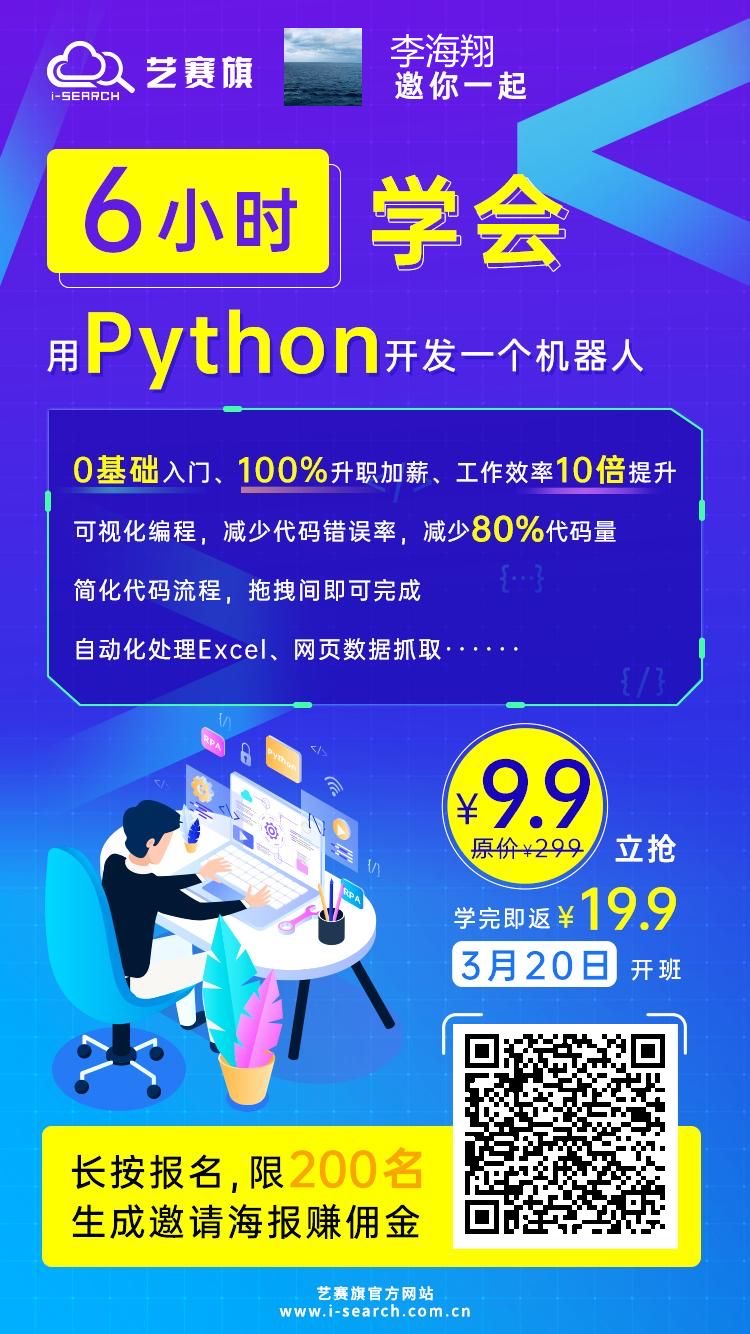 i-SEARCH
艺赛旗
李海翔
邀你一起
6小时 学会
用Python开发一个机器人
0基础入门、100%升职加薪、工作效率10倍提升
可视化编程，减少代码错误率，减少80%代码量
简化代码流程，拖拽间即可完成
自动化处理Excel、网页数据抓取······
{···}
{/}
{/}
RPA
Python
</>
</>
{/}
RPA
¥9.9
原价¥299
立抢
学完即返¥19.9
3月20日 开班
长按报名,限200名
生成邀请海报赚佣金
艺赛旗官方网站
www.i-search.com.cn